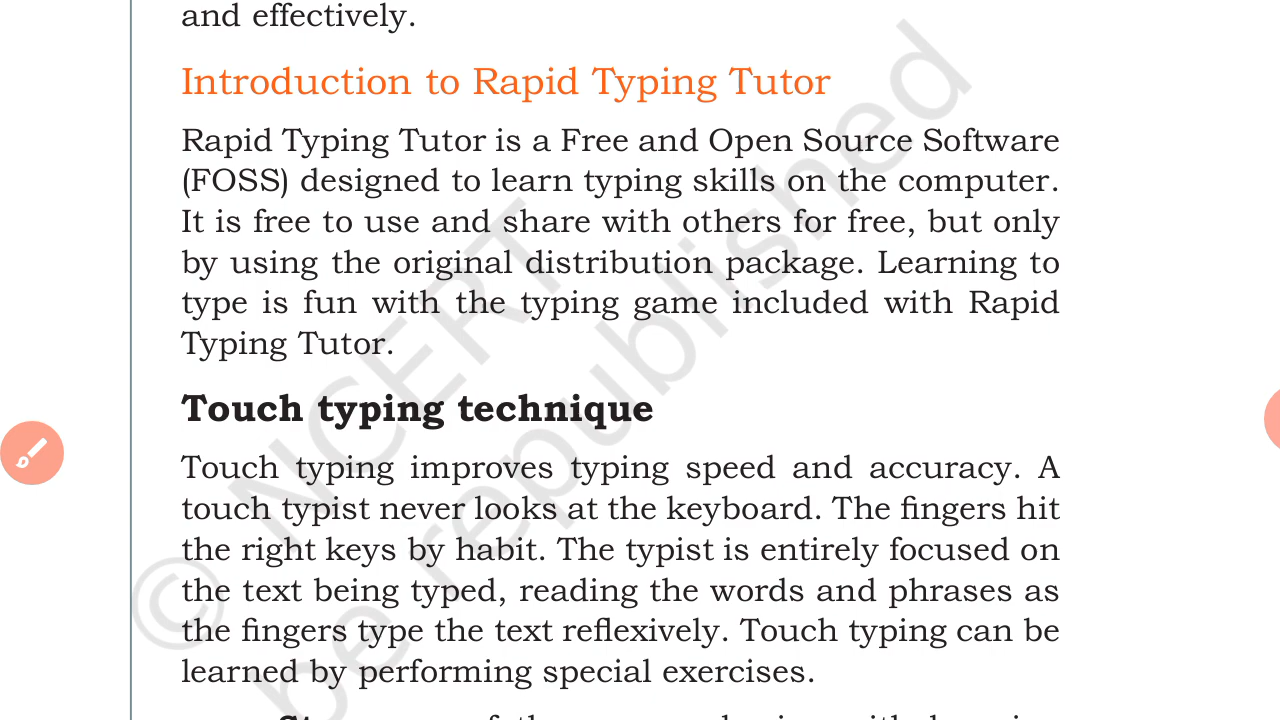 and effectively.
Introduction to Rapid Typing Tutor
Rapid Typing Tutor is a Free and Open Source Software
(FOSS) designed to learn typing skills on the computer.
It is free to use and share with others for free, but only
by using the original distribution package. Learning to
type is fun with the typing game included with Rapid
Typing Tutor.
Touch typing technique
Touch typing improves typing speed and accuracy. A
touch typist never looks at the keyboard. The fingers hit
the right keys by habit. The typist is entirely focused on
the text being typed, reading the words and phrases as
the fingers type the text reflexively. Touch typing can be
learned by performing special exercises.
© NCERT
be republished